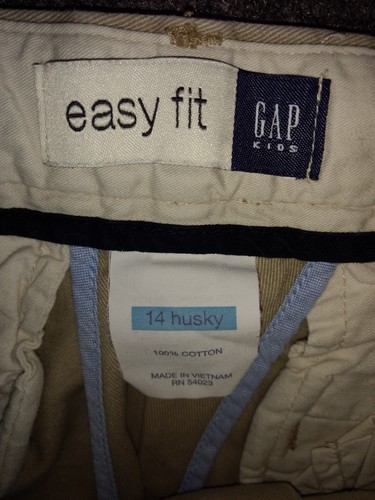 easy fit
GAP
KIDS
14 husky
100% COTTON
MADE IN VIETNAM
RN 54023